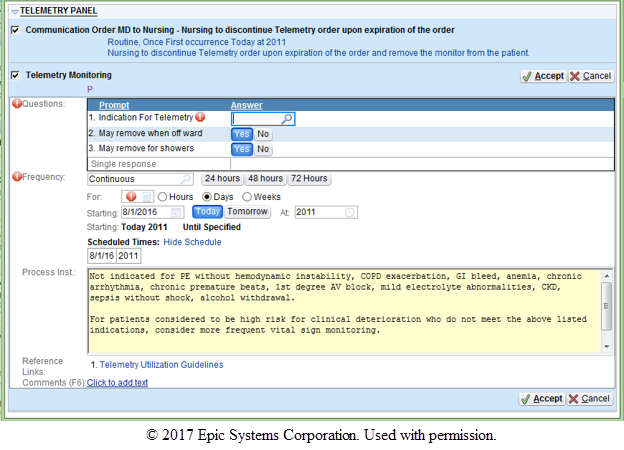 TELEMETRY PANEL
Communication Order MD to Nursing - Nursing to discontinue Telemetry order upon expiration of the order
Routine, Once First occurrence Today at 2011
Nursing to discontinue Telemetry order upon expiration of the order and remove the monitor from the patient.
Telemetry Monitoring
Accept Cancel
P
Questions:
Prompt Answer
1. Indication For Telemetry
2. May remove when off ward Yes No
3. May remove for showers Yes No
Single response
Frequency: Continuous 24 hours 48 hours 72 Hours
For: Hours Days Weeks
Starting: 8/1/2016 Today Tomorrow At: 2011
Starting: Today 2011 Until Specified
Scheduled Times: Hide Schedule
8/1/16 2011
Process Inst.:
Not indicated for PE without hemodynamic instability, COPD exacerbation, GI bleed, anemia, chronic
arrhythmia, chronic premature beats, 1st degree AV block, mild electrolyte abnormalities, CKD,
sepsis without shock, alcohol withdrawal.
For patients considered to be high risk for clinical deterioration who do not meet the above listed
indications, consider more frequent vital sign monitoring.
Reference
Links:
1. Telemetry Utilization Guidelines
Comments (F6): Click to add text
Accept Cancel
© 2017 Epic Systems Corporation. Used with permission.